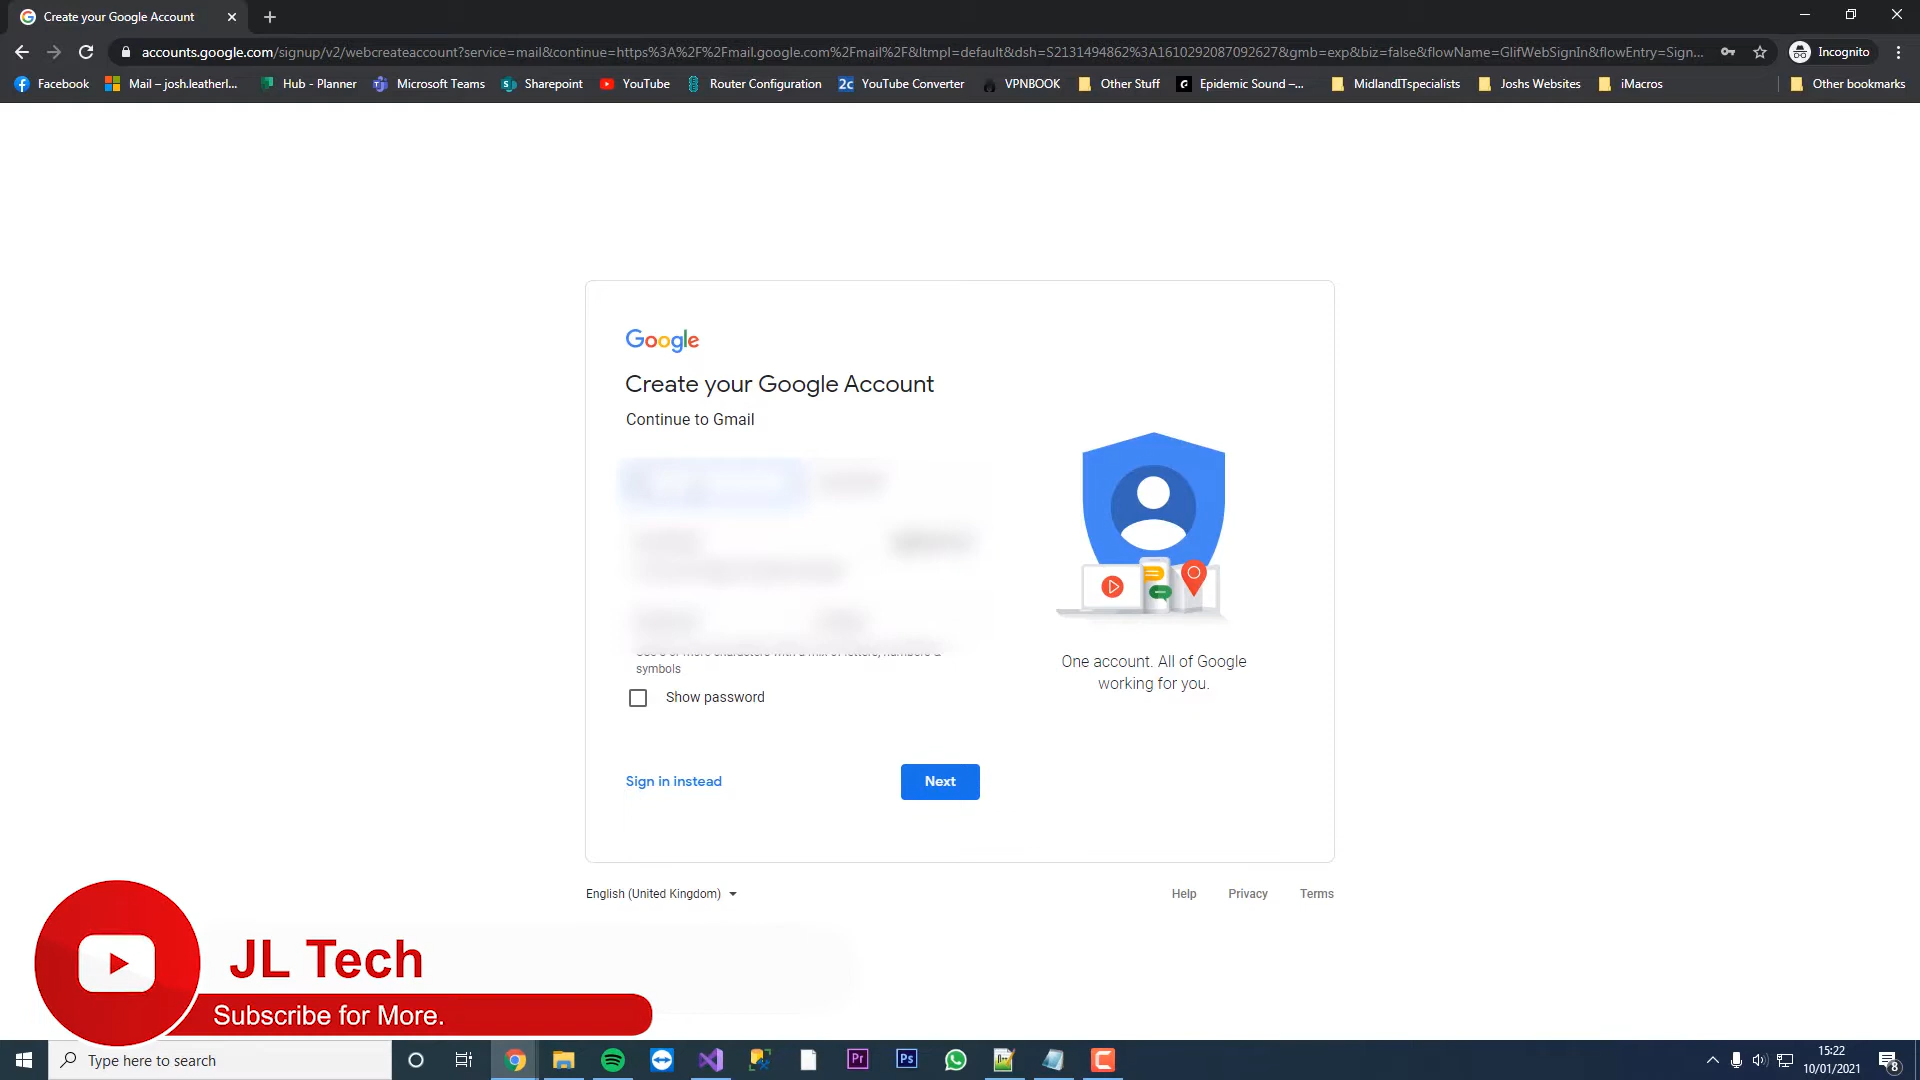 Create your Google Account
accounts.google.com/signup/v2/webcreateaccount?service=mail&continue=https%3A%2F%2Fmail.google.com%2Fmail%2F&ltmpl=default&dsh=S2131494862%3A1610292087092627&gmb=exp&biz=false&flowName=GlifWebSignIn&flowEntry=Sign... Incognito
Facebook Mail – josh.leatherl... Hub - Planner Microsoft Teams Sharepoint YouTube Router Configuration 2c YouTube Converter VPNBOOK Other Stuff Epidemic Sound –... MidlandITspecialists Joshs Websites iMacros Other bookmarks
Google
Create your Google Account
Continue to Gmail
symbols
Show password
One account. All of Google
working for you.
Sign in instead Next
English (United Kingdom) Help Privacy Terms
JL Tech
Subscribe for More.
Type here to search Pr Ps 15:22
10/01/2021 8